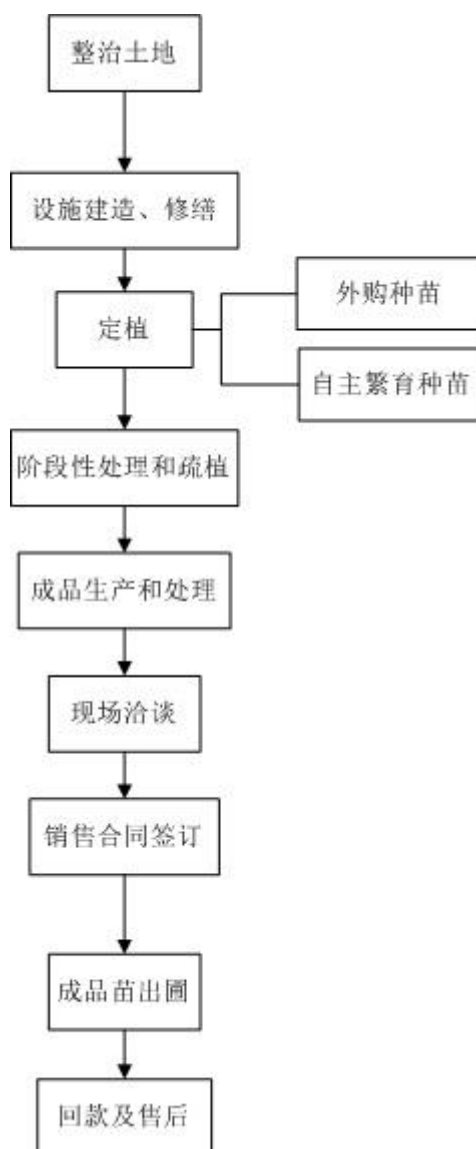 整治土地
设施建造、修缮
外购种苗
定植
自主繁育种苗
阶段性处理和疏植
成品生产和处理
现场洽谈
销售合同签订
成品苗出圃
回款及售后